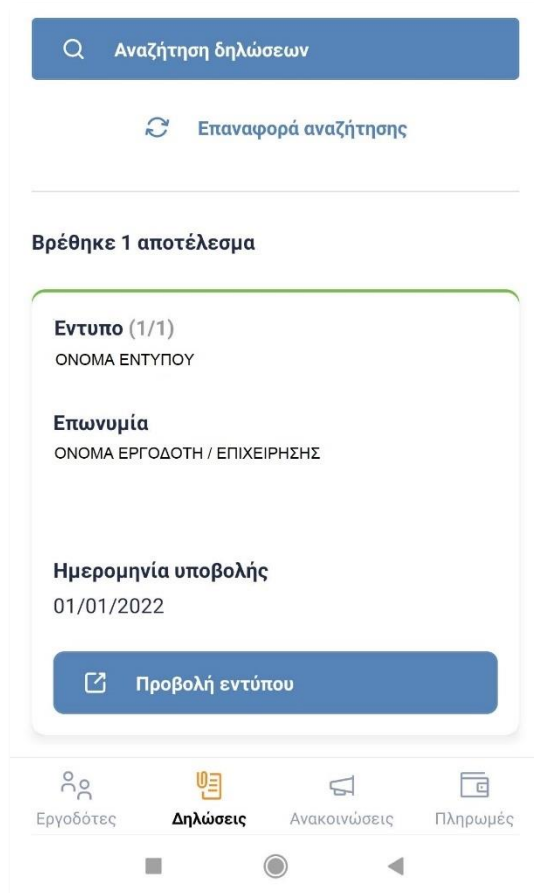 Αναζήτηση δηλώσεων
Επαναφορά αναζήτησης
Βρέθηκε 1 αποτέλεσμα
Εντυπο (1/1)
ΟΝΟΜΑ ΕΝΤΥΠΟΥ
Επωνυμία
ΟΝΟΜΑ ΕΡΓΟΔΟΤΗ / ΕΠΙΧΕΙΡΗΣΗΣ
Ημερομηνία υποβολής
01/01/2022
Προβολή εντύπου
Εργοδότες Δηλώσεις Ανακοινώσεις Πληρωμές